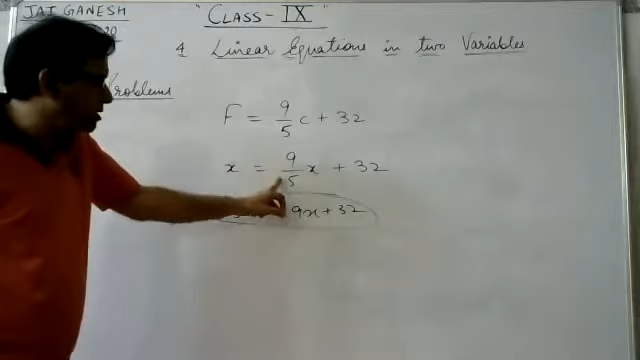 JAI GANESH
"CLASS-IX"
20
4 Linear Equations in two Variables
Problems
F = 9/5 c + 32
x = 9/5 x + 32
9x + 32